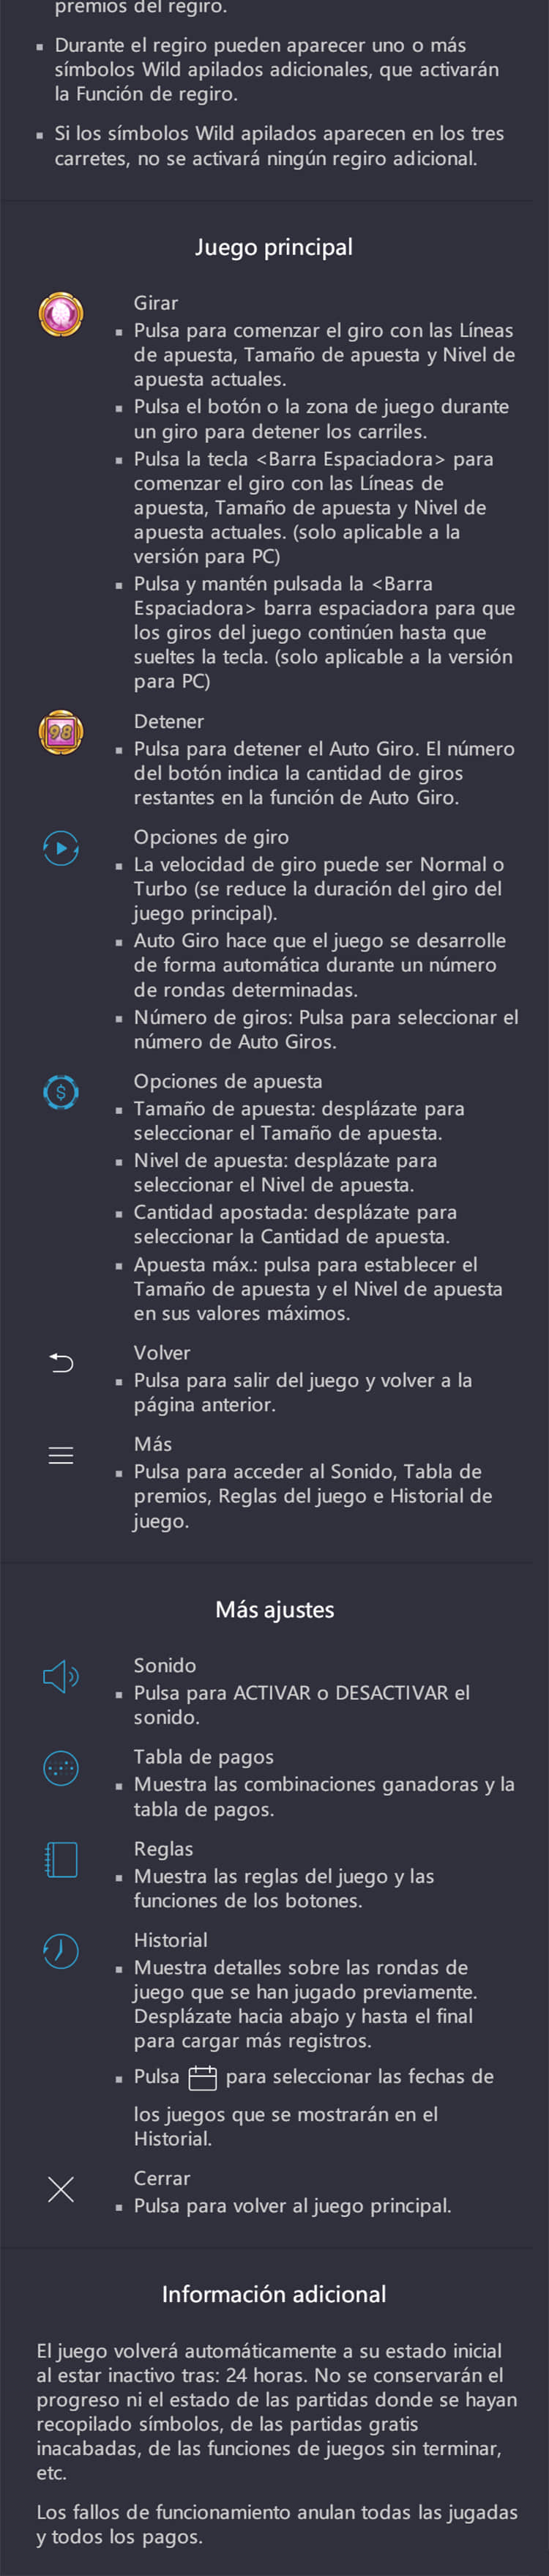 premios del regiro.
▪ Durante el regiro pueden aparecer uno o más
símbolos Wild apilados adicionales, que activarán
la Función de regiro.
▪ Si los símbolos Wild apilados aparecen en los tres
carretes, no se activará ningún regiro adicional.
Juego principal
Girar
▪ Pulsa para comenzar el giro con las Líneas
de apuesta, Tamaño de apuesta y Nivel de
apuesta actuales.
▪ Pulsa el botón o la zona de juego durante
un giro para detener los carriles.
▪ Pulsa la tecla <Barra Espaciadora> para
comenzar el giro con las Líneas de
apuesta, Tamaño de apuesta y Nivel de
apuesta actuales. (solo aplicable a la
versión para PC)
▪ Pulsa y mantén pulsada la <Barra
Espaciadora> barra espaciadora para que
los giros del juego continúen hasta que
sueltes la tecla. (solo aplicable a la versión
para PC)
98
Detener
▪ Pulsa para detener el Auto Giro. El número
del botón indica la cantidad de giros
restantes en la función de Auto Giro.
Opciones de giro
▪ La velocidad de giro puede ser Normal o
Turbo (se reduce la duración del giro del
juego principal).
▪ Auto Giro hace que el juego se desarrolle
de forma automática durante un número
de rondas determinadas.
▪ Número de giros: Pulsa para seleccionar el
número de Auto Giros.
$
Opciones de apuesta
▪ Tamaño de apuesta: desplázate para
seleccionar el Tamaño de apuesta.
▪ Nivel de apuesta: desplázate para
seleccionar el Nivel de apuesta.
▪ Cantidad apostada: desplázate para
seleccionar la Cantidad de apuesta.
▪ Apuesta máx.: pulsa para establecer el
Tamaño de apuesta y el Nivel de apuesta
en sus valores máximos.
Volver
▪ Pulsa para salir del juego y volver a la
página anterior.
Más
▪ Pulsa para acceder al Sonido, Tabla de
premios, Reglas del juego e Historial de
juego.
Más ajustes
Sonido
▪ Pulsa para ACTIVAR o DESACTIVAR el
sonido.
Tabla de pagos
▪ Muestra las combinaciones ganadoras y la
tabla de pagos.
Reglas
▪ Muestra las reglas del juego y las
funciones de los botones.
Historial
▪ Muestra detalles sobre las rondas de
juego que se han jugado previamente.
Desplázate hacia abajo y hasta el final
para cargar más registros.
▪ Pulsa para seleccionar las fechas de
los juegos que se mostrarán en el
Historial.
Cerrar
▪ Pulsa para volver al juego principal.
Información adicional
El juego volverá automáticamente a su estado inicial
al estar inactivo tras: 24 horas. No se conservarán el
progreso ni el estado de las partidas donde se hayan
recopilado símbolos, de las partidas gratis
inacabadas, de las funciones de juegos sin terminar,
etc.
Los fallos de funcionamiento anulan todas las jugadas
y todos los pagos.